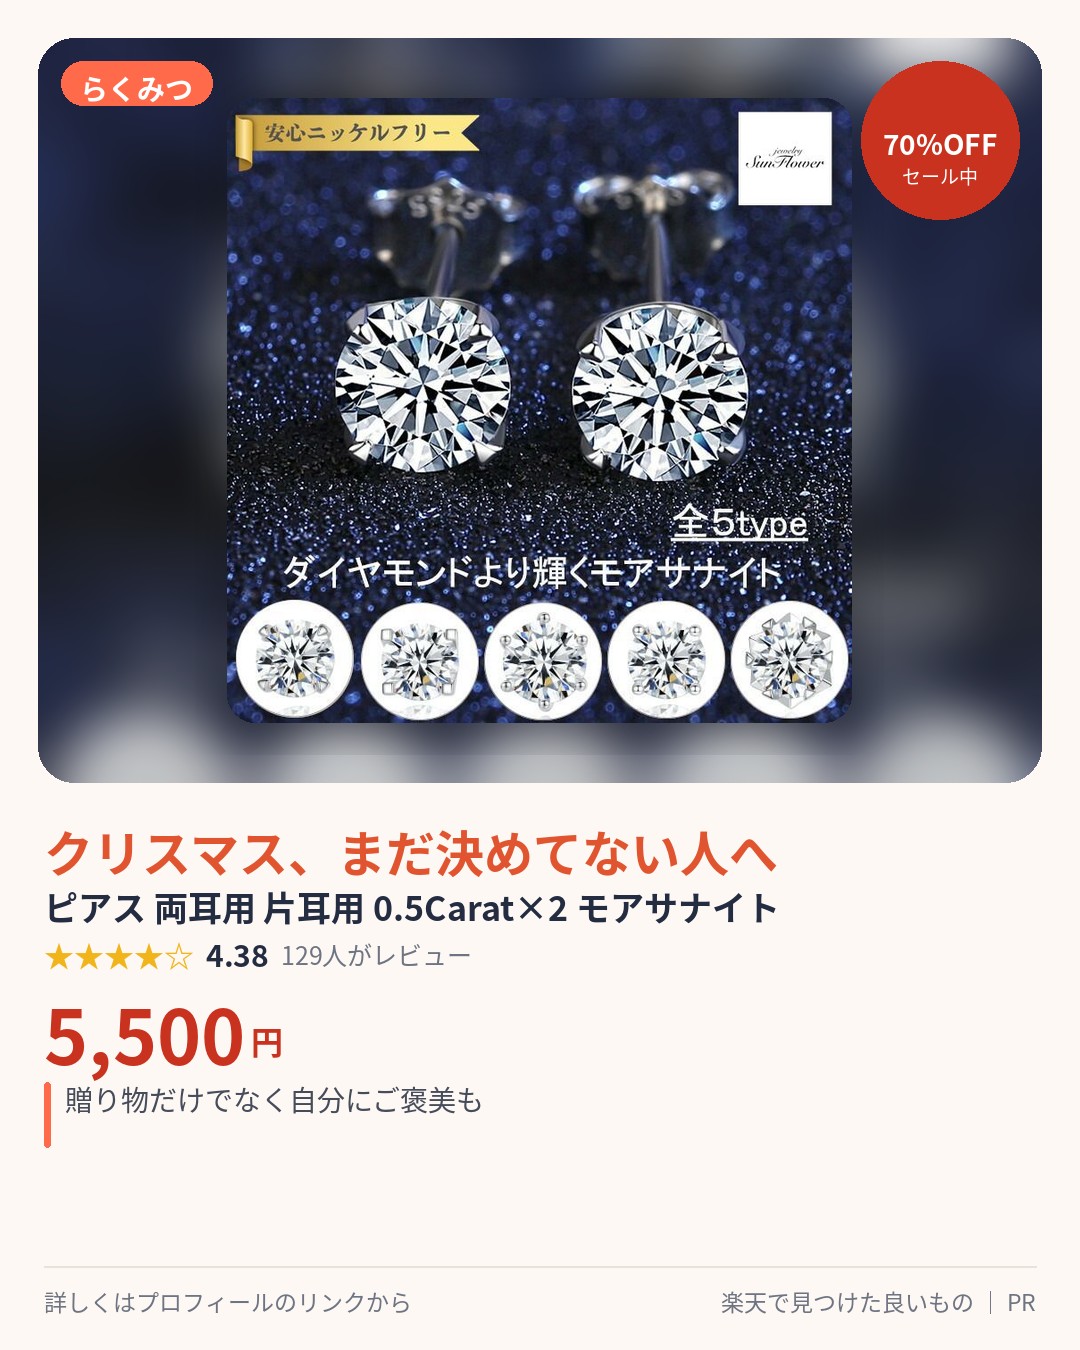 らくみつ
70%OFF
セール中
安心ニッケルフリー
jewelry
SunFlower
S925
全5type
ダイヤモンドより輝くモアサナイト
クリスマス、まだ決めてない人へ
ピアス 両耳用 片耳用 0.5Carat×2 モアサナイト
★★★★☆ 4.38 129人がレビュー
5,500円
贈り物だけでなく自分にご褒美も
詳しくはプロフィールのリンクから
楽天で見つけた良いもの｜PR